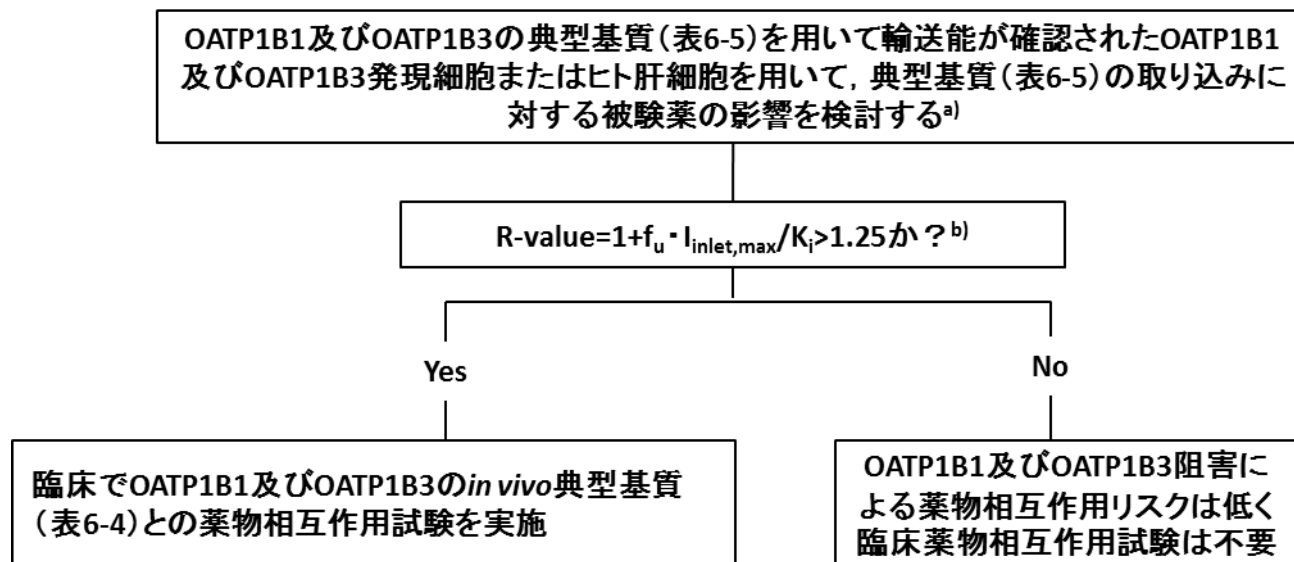 OATP1B1及びOATP1B3の典型基質（表6-5）を用いて輸送能が確認されたOATP1B1
及びOATP1B3発現細胞またはヒト肝細胞を用いて，典型基質（表6-5）の取り込みに
対する被験薬の影響を検討するa)
R-value=1+fu・Iinlet,max/Ki>1.25か？b)
Yes
No
臨床でOATP1B1及びOATP1B3のin vivo典型基質
（表6-4）との薬物相互作用試験を実施
OATP1B1及びOATP1B3阻害に
よる薬物相互作用リスクは低く
臨床薬物相互作用試験は不要